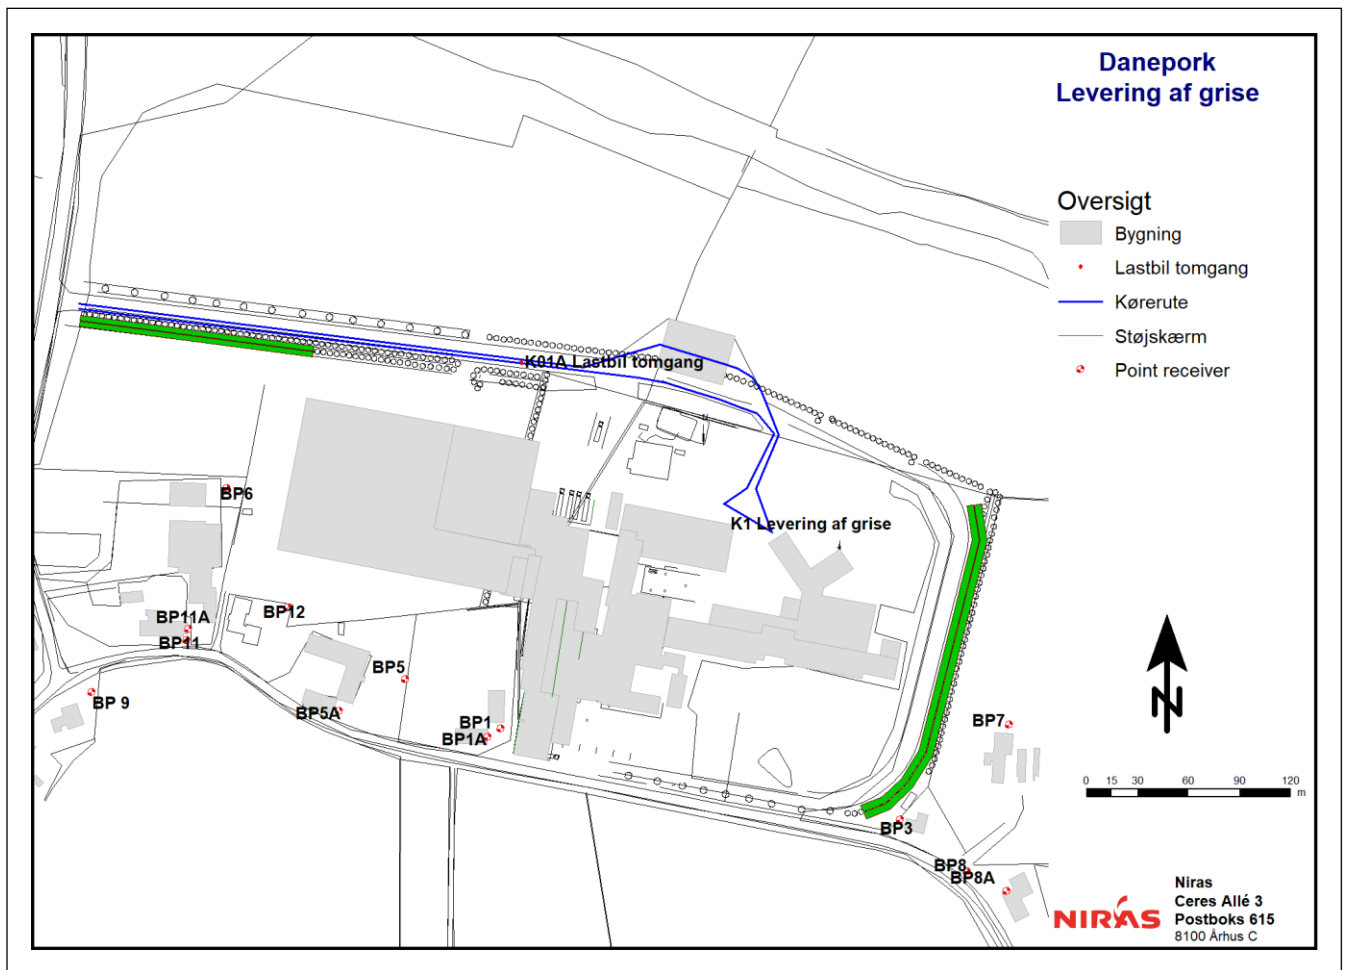 Danepork
Levering af grise
Oversigt
Bygning
Lastbil tomgang
Kørerute
Støjskærm
Point receiver
K01A Lastbil tomgang
BP6
K1 Levering af grise
BP12
BP11A
BP11
BP5
BP 9
BP5A
BP1
BP1A
BP7
0 15 30 60 90 120
m
BP3
BP8
BP8A
N
NIRAS
Niras
Ceres Allé 3
Postboks 615
8100 Århus C